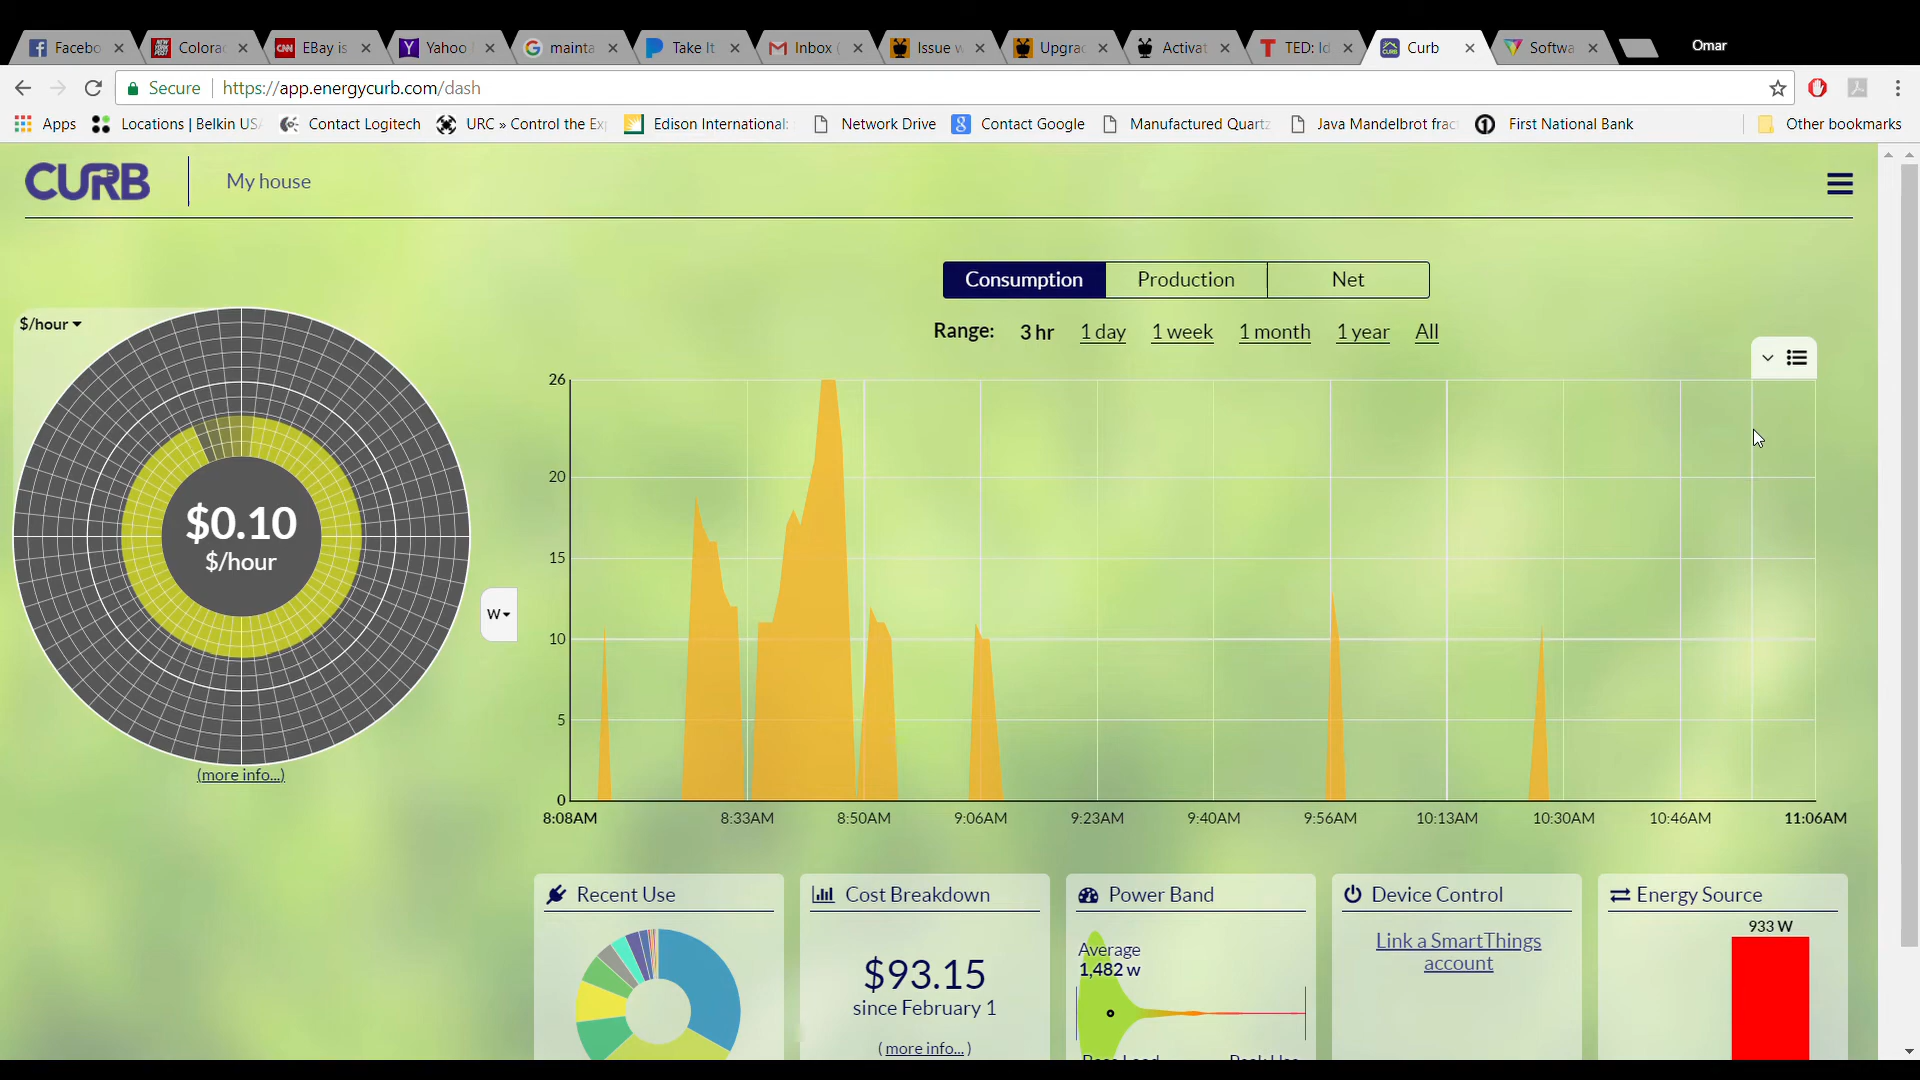 Facebo
Colora
EBay is
Yahoo
mainta
Take It
Inbox (
Issue w
Upgrad
Activat
TED: Id
Curb
Softwa
Omar
Secure https://app.energycurb.com/dash
Apps
Locations | Belkin US
Contact Logitech
URC » Control the Ex
Edison International:
Network Drive
Contact Google
Manufactured Quartz
Java Mandelbrot frac
First National Bank
Other bookmarks
CURB
My house
Consumption Production Net
Range: 3 hr 1 day 1 week 1 month 1 year All
$/hour
$0.10
$/hour
(more info...)
W
26
20
15
10
5
0
8:08AM 8:33AM 8:50AM 9:06AM 9:23AM 9:40AM 9:56AM 10:13AM 10:30AM 10:46AM 11:06AM
Recent Use
Cost Breakdown
$93.15
since February 1
(more info...)
Power Band
Average
1,482 w
Device Control
Link a SmartThings
account
Energy Source
933 W